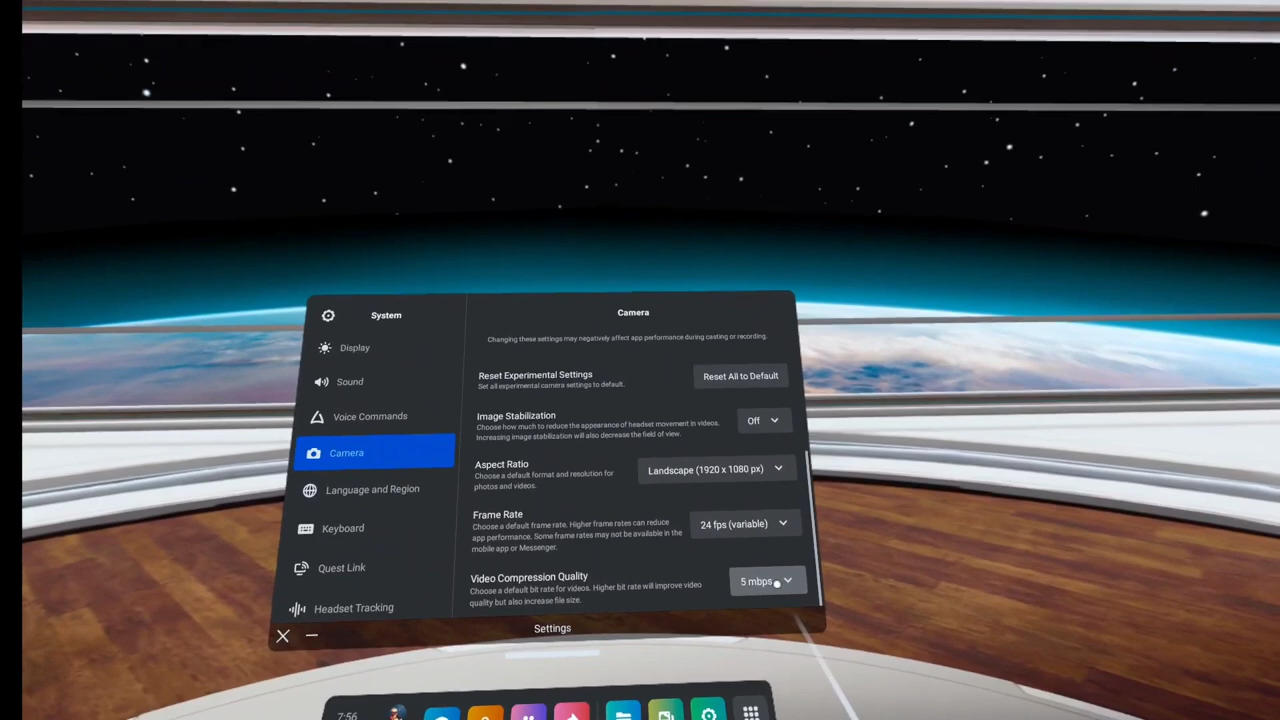 System
Display
Sound
Voice Commands
Camera
Language and Region
Keyboard
Quest Link
Headset Tracking
Camera
Changing these settings may negatively affect app performance during casting or recording.
Reset Experimental Settings
Set all experimental camera settings to default.
Reset All to Default
Image Stabilization
Choose how much to reduce the appearance of headset movement in videos.
Increasing image stabilization will also decrease the field of view.
Off
Aspect Ratio
Choose a default format and resolution for
photos and videos.
Landscape (1920 x 1080 px)
Frame Rate
Choose a default frame rate. Higher frame rates can reduce
app performance. Some frame rates may not be available in the
mobile app or Messenger.
24 fps (variable)
Video Compression Quality
Choose a default bit rate for videos. Higher bit rate will improve video
quality but also increase file size.
5 mbps
Settings
7:56